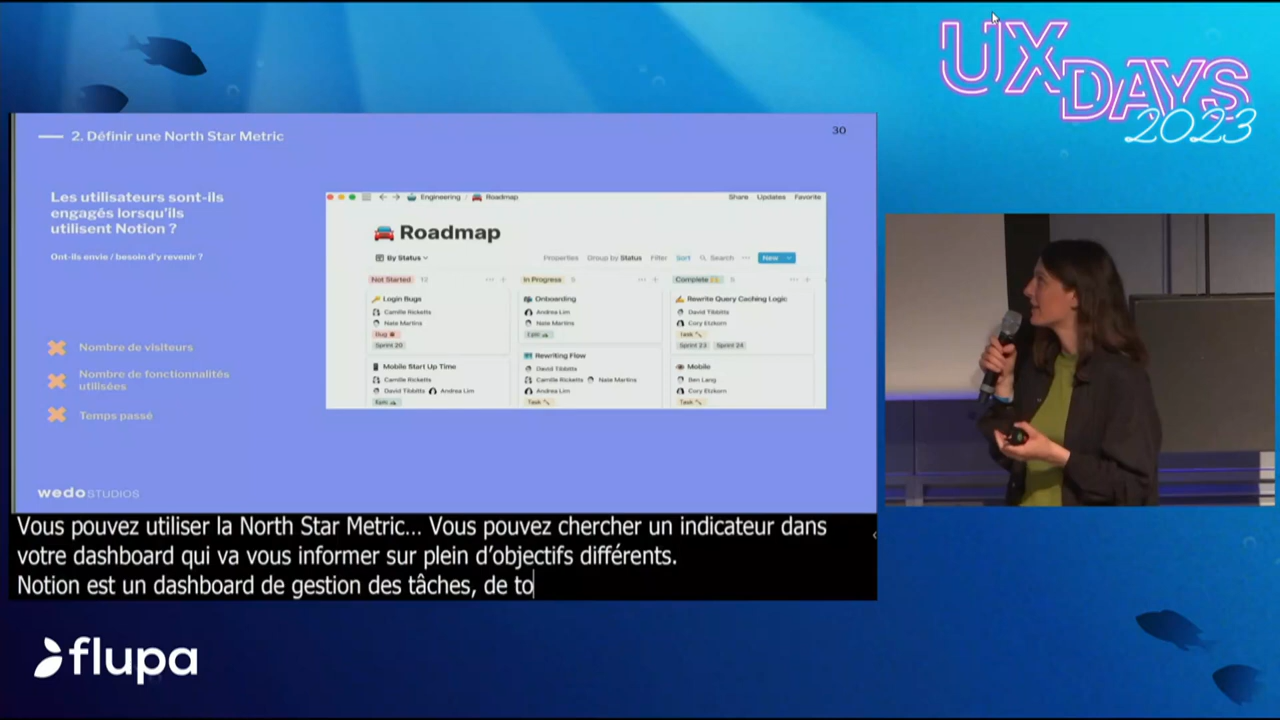 UX
DAYS
2023
2. Définir une North Star Metric
30
Les utilisateurs sont-ils
engagés lorsqu'ils
utilisent Notion ?
Ont-ils envie / besoin d'y revenir ?
Nombre de visiteurs
Nombre de fonctionnalités
utilisées
Temps passé
wedoSTUDIOS
Engineering / Roadmap
Share Updates Favorite
Roadmap
By Status
Properties Group by Status Filter Sort Search New
Not Started 12
Login Bugs
Camille Ricketts
Nate Martins
Bug
Sprint 20
Mobile Start Up Time
Camille Ricketts
David Tibbitts Andrea Lim
Epic
In Progress 5
Onboarding
Andrea Lim
Nate Martins
Epic
Rewriting Flow
David Tibbitts
Camille Ricketts Nate Martins
Andrea Lim
Task
Complete 8
Rewrite Query Caching Logic
David Tibbitts
Cory Etzkorn
Task
Sprint 23 Sprint 24
Mobile
Ben Lang
Cory Etzkorn
Task
Vous pouvez utiliser la North Star Metric... Vous pouvez chercher un indicateur dans
votre dashboard qui va vous informer sur plein d'objectifs différents.
Notion est un dashboard de gestion des tâches, de to
flupa